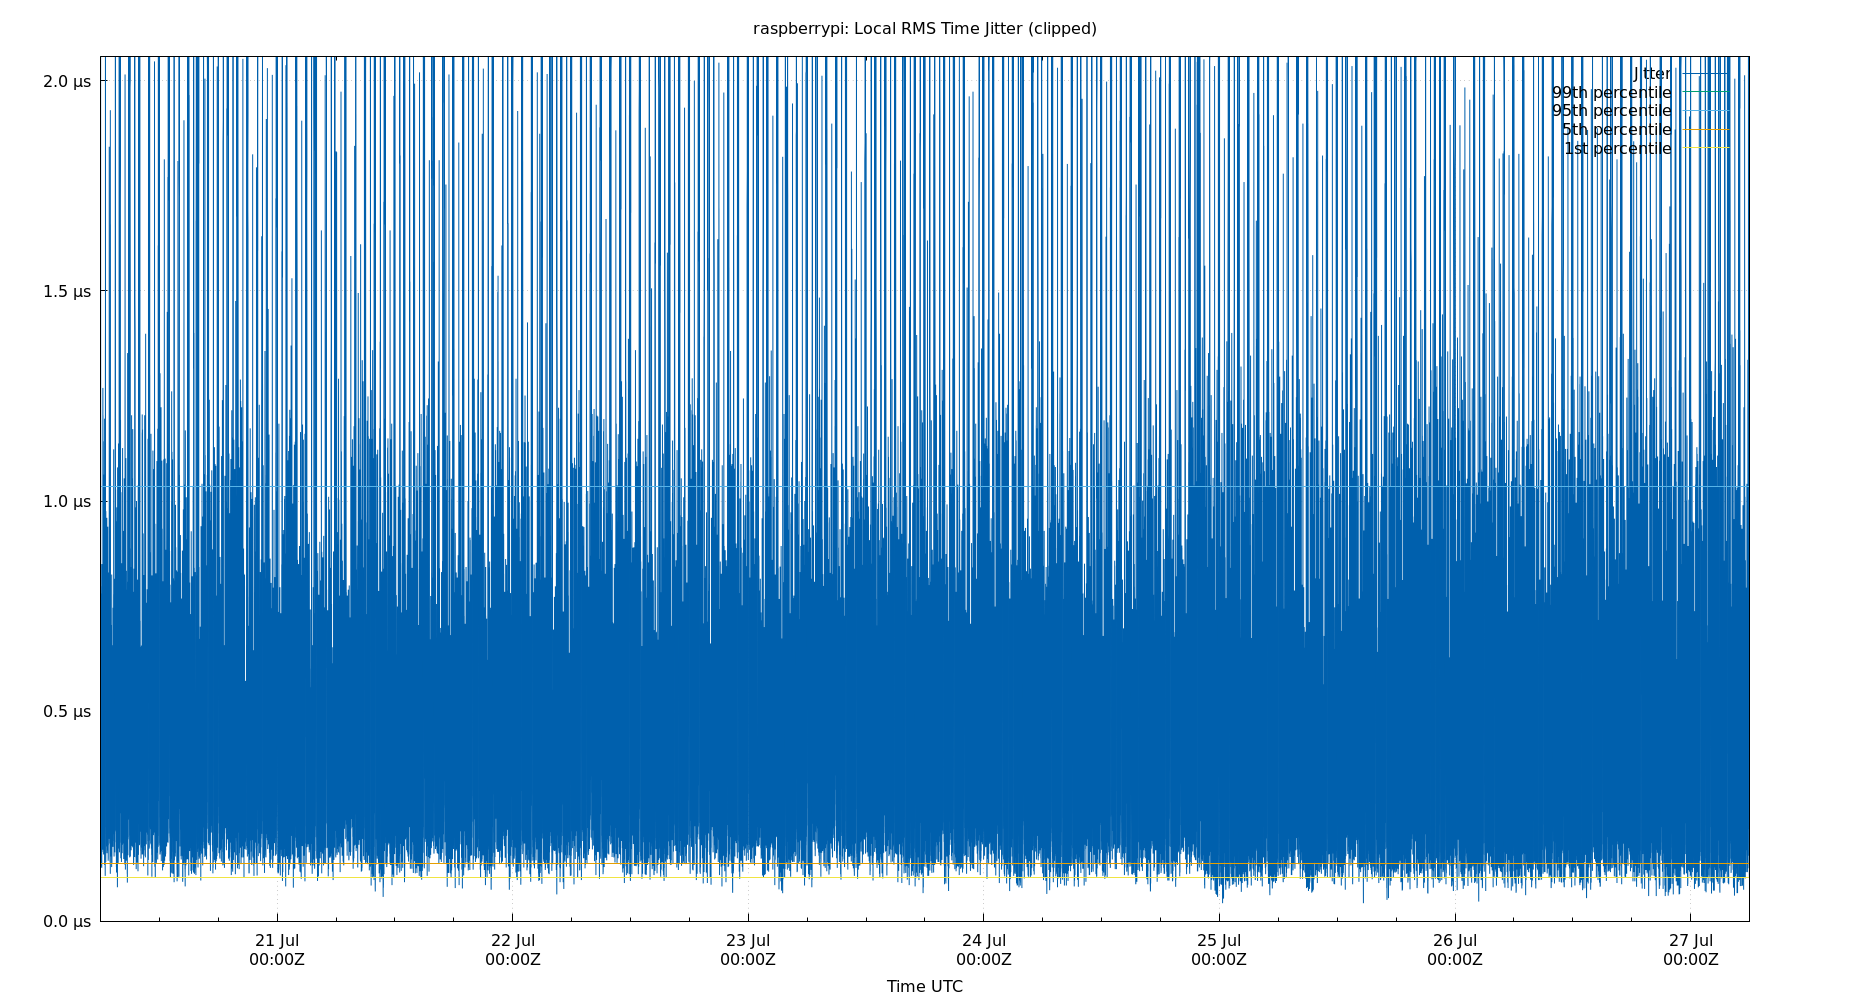 raspberrypi: Local RMS Time Jitter (clipped)
2.0 μs
1.5 μs
1.0 μs
0.5 μs
0.0 μs
Jitter
99th percentile
95th percentile
5th percentile
1st percentile
21 Jul
00:00Z
22 Jul
00:00Z
23 Jul
00:00Z
24 Jul
00:00Z
25 Jul
00:00Z
26 Jul
00:00Z
27 Jul
00:00Z
Time UTC